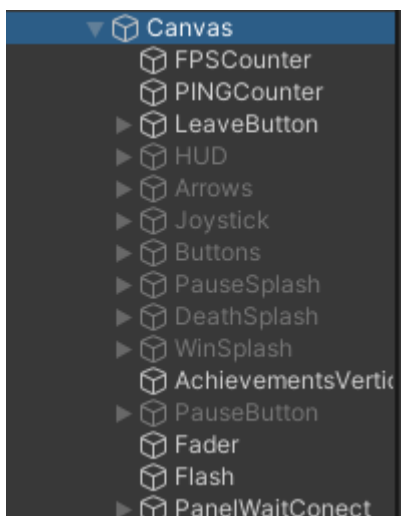 Canvas
FPSCounter
PINGCounter
LeaveButton
HUD
Arrows
Joystick
Buttons
PauseSplash
DeathSplash
WinSplash
AchievementsVertic
PauseButton
Fader
Flash
PanelWaitConect